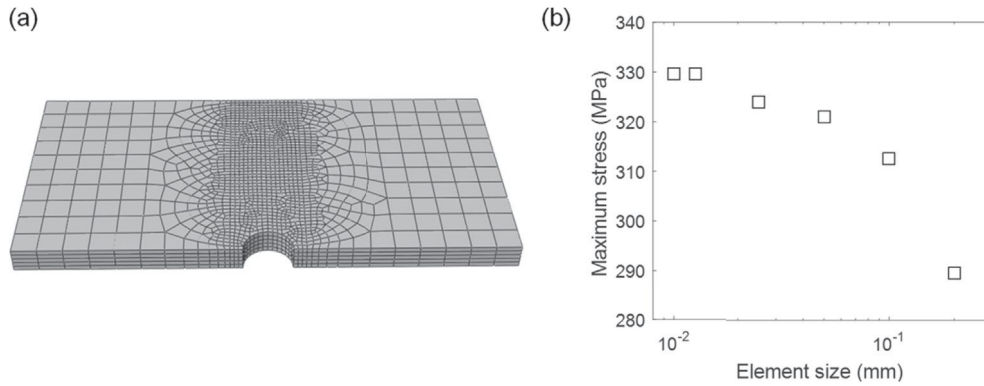 (a)
(b)
Maximum stress (MPa)
340
330
320
310
300
290
280
10⁻²
10⁻¹
Element size (mm)